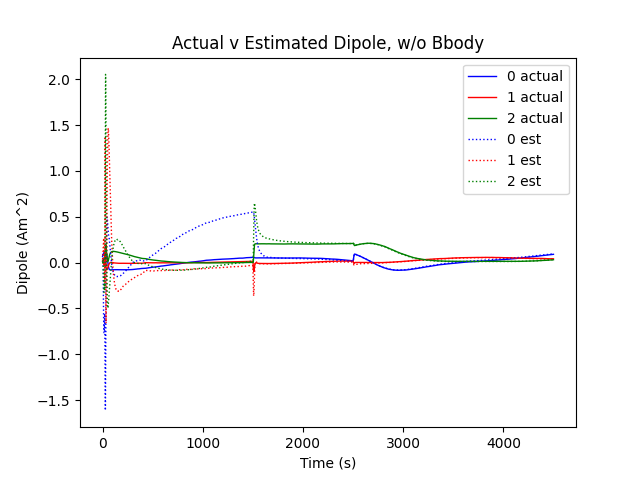 Actual v Estimated Dipole, w/o Bbody
0 actual
1 actual
2 actual
0 est
1 est
2 est
2.0
1.5
1.0
0.5
0.0
−0.5
−1.0
−1.5
Dipole (Am^2)
0 1000 2000 3000 4000
Time (s)